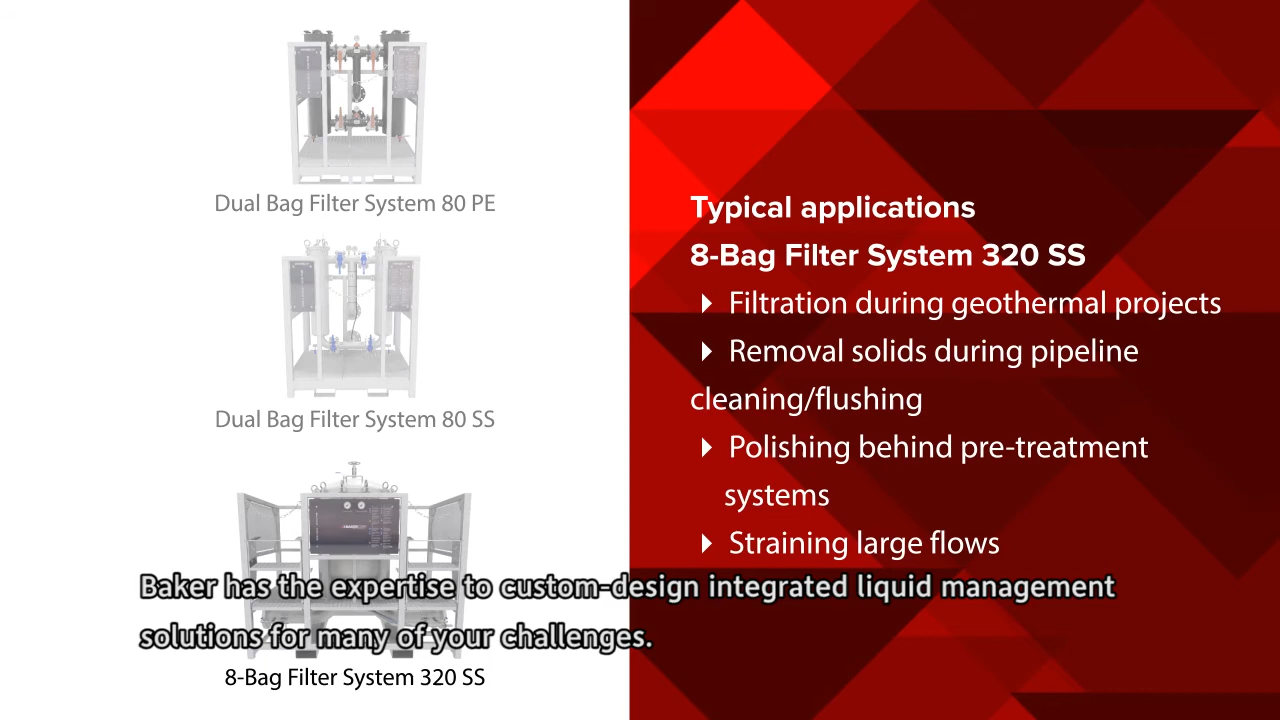 Dual Bag Filter System 80 PE
Dual Bag Filter System 80 SS
8-Bag Filter System 320 SS
Typical applications
8-Bag Filter System 320 SS
Filtration during geothermal projects
Removal solids during pipeline
cleaning/flushing
Polishing behind pre-treatment
systems
Straining large flows
Baker has the expertise to custom-design integrated liquid management
solutions for many of your challenges.